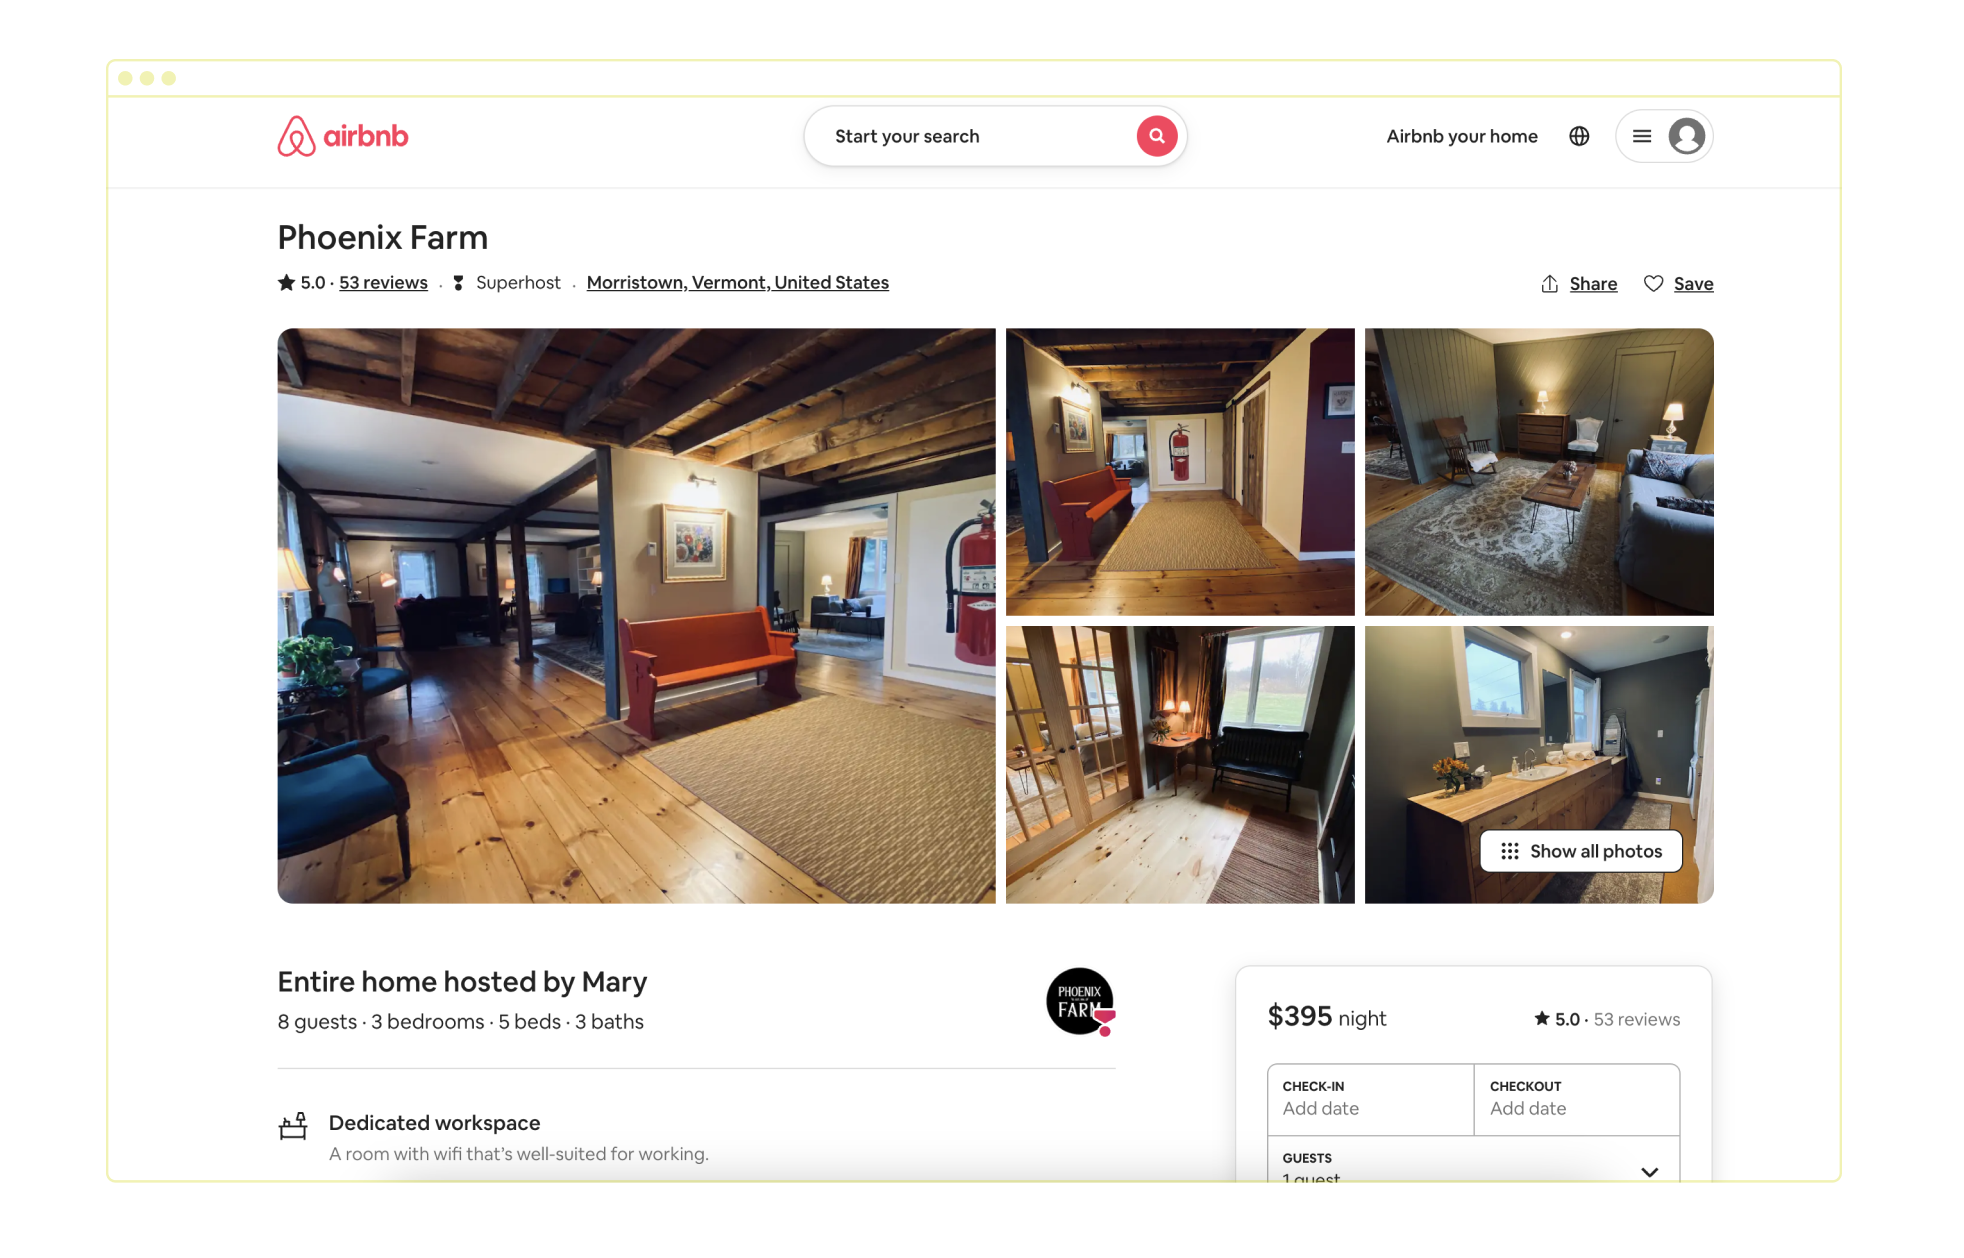 airbnb
Start your search
Airbnb your home
Phoenix Farm
5.0 · 53 reviews · Superhost · Morristown, Vermont, United States
Share
Save
Show all photos
Entire home hosted by Mary
8 guests · 3 bedrooms · 5 beds · 3 baths
PHOENIX
FARM
$395 night
5.0 · 53 reviews
CHECK-IN
Add date
CHECKOUT
Add date
Dedicated workspace
A room with wifi that's well-suited for working.
GUESTS
1 guest